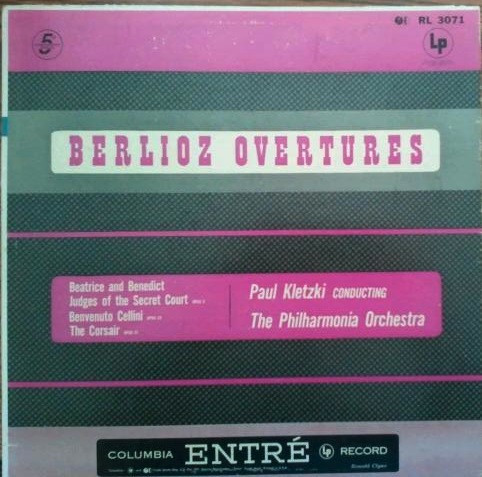 RL 3071
5
Lp
BERLIOZ OVERTURES
Beatrice and Benedict
Judges of the Secret Court
Benvenuto Cellini
The Corsair
Paul Kletzki CONDUCTING
The Philharmonia Orchestra
COLUMBIA ENTRÉ Lp RECORD